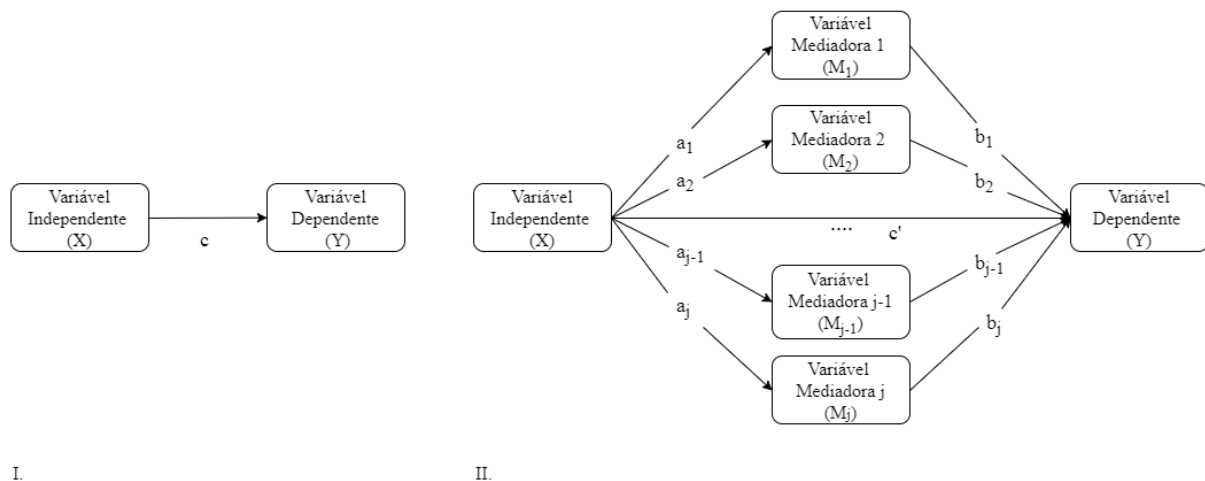 Variável
Independente
(X)
c
Variável
Dependente
(Y)
I.
Variável
Independente
(X)
a1
a2
aj-1
aj
Variável
Mediadora 1
(M1)
Variável
Mediadora 2
(M2)
....
c'
Variável
Mediadora j-1
(Mj-1)
Variável
Mediadora j
(Mj)
b1
b2
bj-1
bj
Variável
Dependente
(Y)
II.